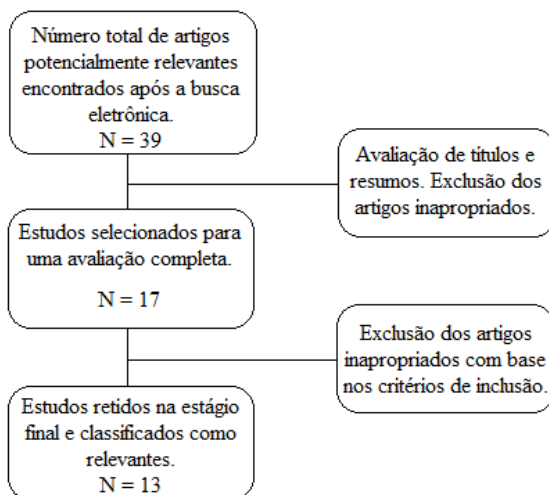 Número total de artigos
potencialmente relevantes
encontrados após a busca
eletrônica.
N = 39
Avaliação de títulos e
resumos. Exclusão dos
artigos inapropriados.
Estudos selecionados para
uma avaliação completa.
N = 17
Exclusão dos artigos
inapropriados com base
nos critérios de inclusão.
Estudos retidos na estágio
final e classificados como
relevantes.
N = 13